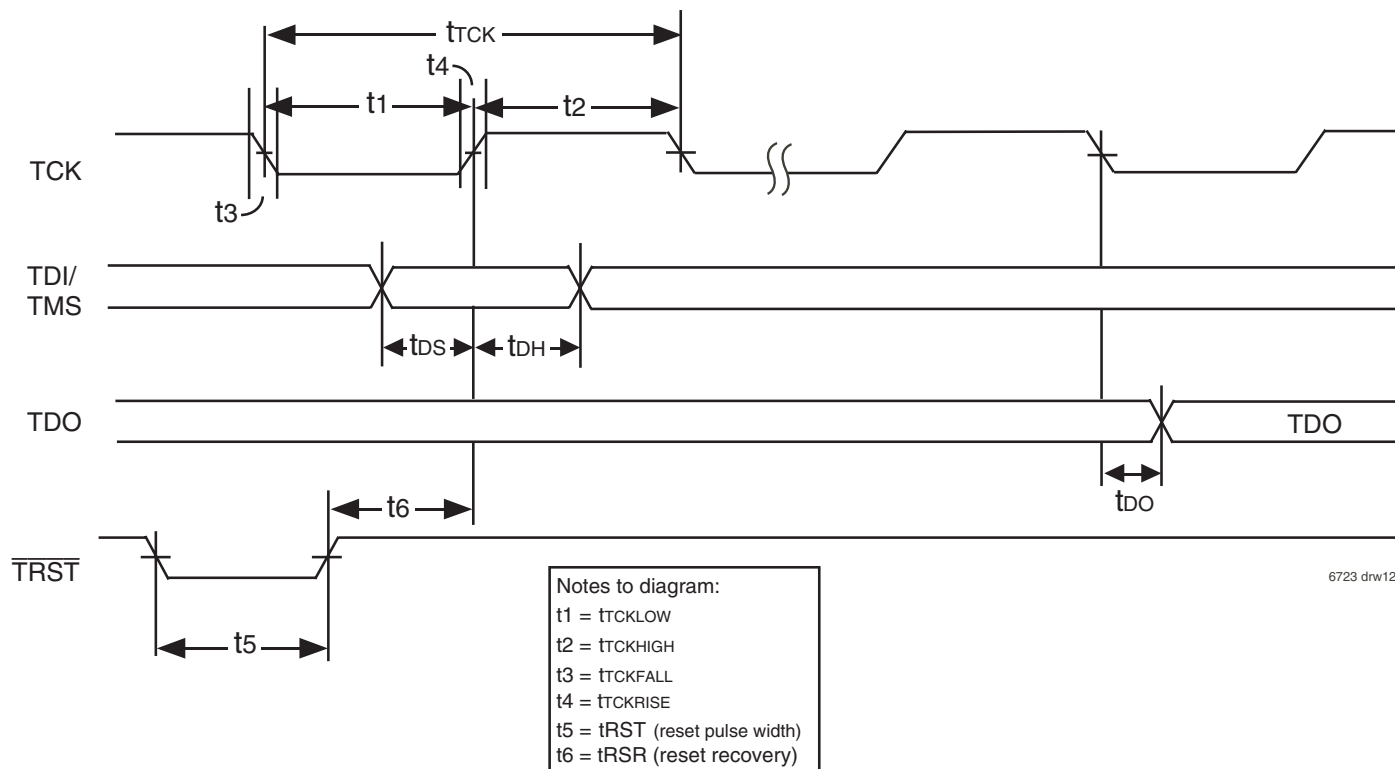 tTCK
t4
t1
t2
TCK
t3
TDI/
TMS
tDS
tDH
TDO
TDO
tDO
t6
TRST
6723 drw12
t5
Notes to diagram:
t1 = tTCKLOW
t2 = tTCKHIGH
t3 = tTCKFALL
t4 = tTCKRISE
t5 = tRST (reset pulse width)
t6 = tRSR (reset recovery)